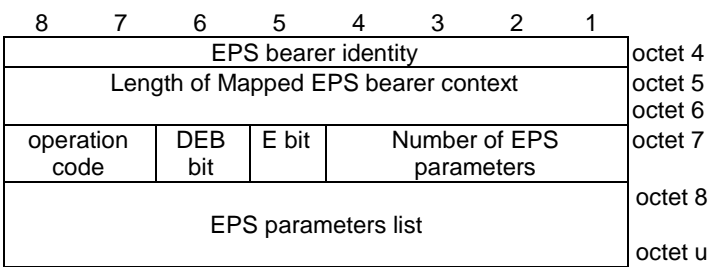 8 7 6 5 4 3 2 1
EPS bearer identity octet 4
Length of Mapped EPS bearer context octet 5
octet 6
operation DEB E bit Number of EPS octet 7
code bit parameters
octet 8
EPS parameters list
octet u